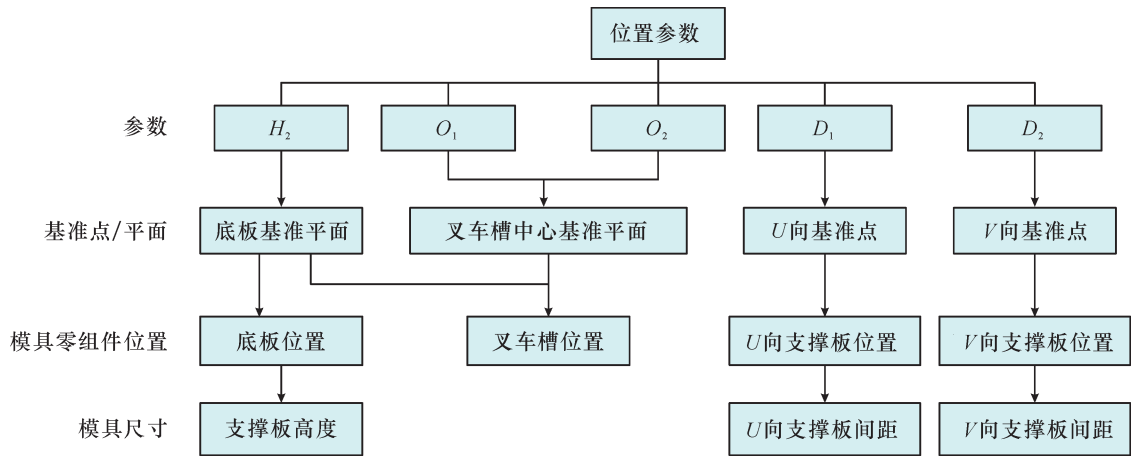 位置参数
参数
H₂
O₁
O₂
D₁
D₂
基准点/平面
底板基准平面
叉车槽中心基准平面
U向基准点
V向基准点
模具零组件位置
底板位置
叉车槽位置
U向支撑板位置
V向支撑板位置
模具尺寸
支撑板高度
U向支撑板间距
V向支撑板间距